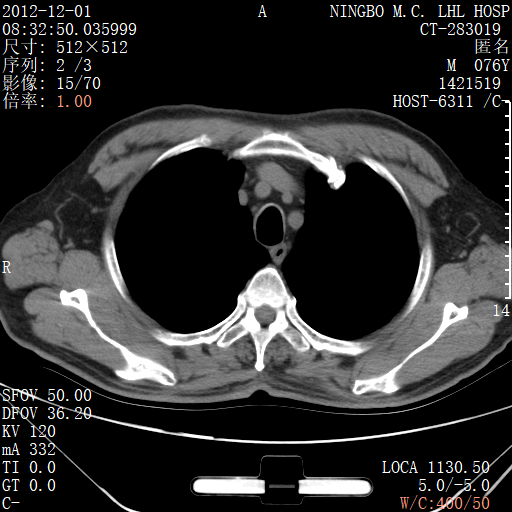 2012-12-01 A NINGBO M.C. LHL HOSP
08:32:50.035999 CT-283019
尺寸: 512×512 匿名
序列: 2 /3 M 076Y
影像: 15/70 1421519
倍率: 1.00 HOST-6311 /C-
R
14
SFOV 50.00
DFOV 36.20
KV 120
mA 332
TI 0.0 LOCA 1130.50
GT 0.0 5.0/-5.0
C- W/C:400/50